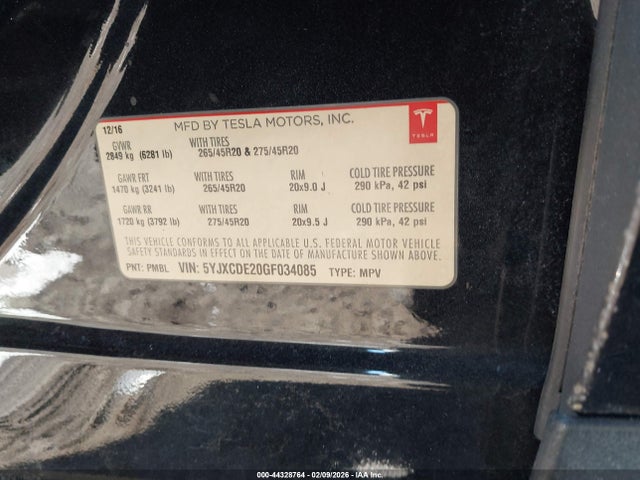 12/16 MFD BY TESLA MOTORS, INC.
TESLA
GVWR WITH TIRES
2849 kg (6281 lb) 265/45R20 & 275/45R20
GAWR FRT WITH TIRES RIM COLD TIRE PRESSURE
1470 kg (3241 lb) 265/45R20 20x9.0 J 290 kPa, 42 psi
GAWR RR WITH TIRES RIM COLD TIRE PRESSURE
1720 kg (3792 lb) 275/45R20 20x9.5 J 290 kPa, 42 psi
THIS VEHICLE CONFORMS TO ALL APPLICABLE U.S. FEDERAL MOTOR VEHICLE
SAFETY STANDARDS IN EFFECT ON THE DATE OF MANUFACTURE SHOWN ABOVE.
PNT: PMBL VIN: 5YJXCDE20GF034085 TYPE: MPV
000-44328764 - 02/09/2026 - IAA Inc.